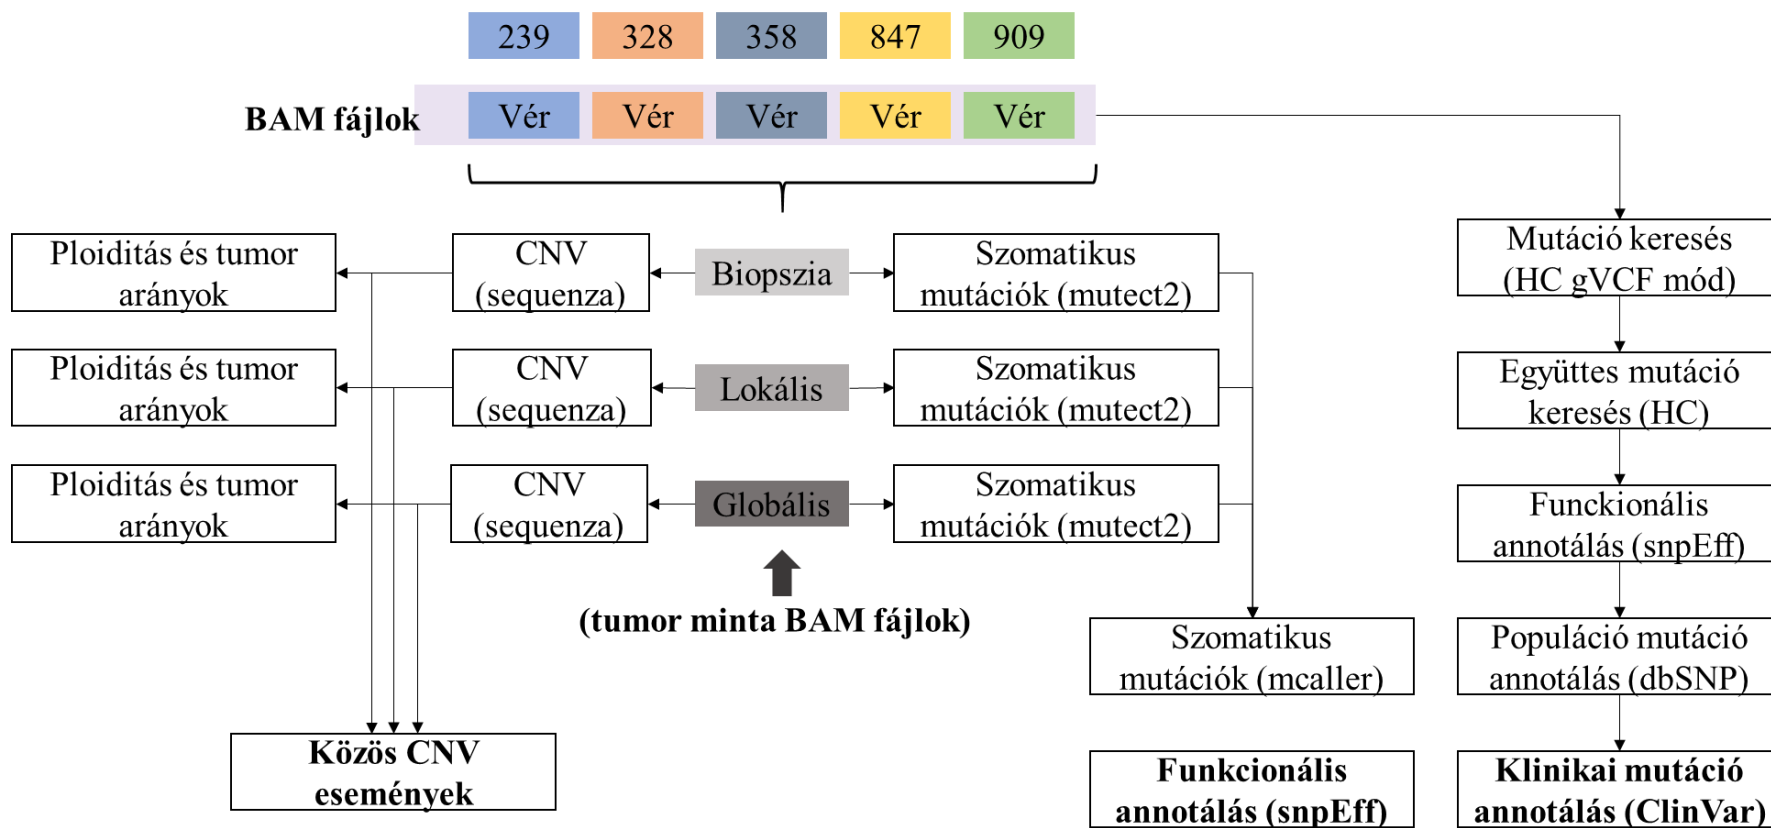 239 328 358 847 909
BAM fájlok Vér Vér Vér Vér Vér
Ploiditás és tumor
arányok
CNV
(sequenza)
Biopszia
Szomatikus
mutációk (mutect2)
Ploiditás és tumor
arányok
CNV
(sequenza)
Lokális
Szomatikus
mutációk (mutect2)
Ploiditás és tumor
arányok
CNV
(sequenza)
Globális
Szomatikus
mutációk (mutect2)
(tumor minta BAM fájlok)
Közös CNV
események
Szomatikus
mutációk (mcaller)
Funkcionális
annotálás (snpEff)
Mutáció keresés
(HC gVCF mód)
Együttes mutáció
keresés (HC)
Funckionális
annotálás (snpEff)
Populáció mutáció
annotálás (dbSNP)
Klinikai mutáció
annotálás (ClinVar)